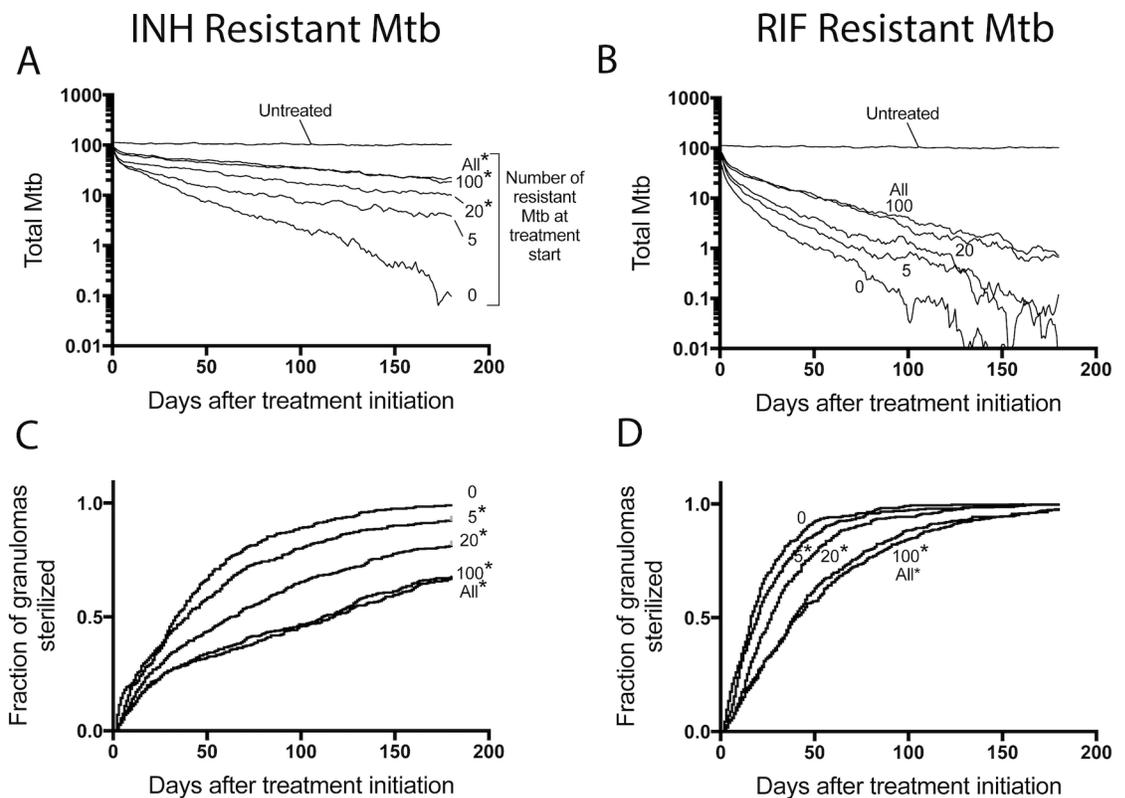 INH Resistant Mtb
RIF Resistant Mtb
A
Total Mtb
1000
100
10
1
0.1
0.01
0
50
100
150
200
Untreated
All*
100*
20*
5
0
Number of
resistant
Mtb at
treatment
start
Days after treatment initiation
B
Total Mtb
1000
100
10
1
0.1
0.01
0
50
100
150
200
Untreated
All
100
20
5
0
Days after treatment initiation
C
Fraction of granulomas
sterilized
1.0
0.5
0.0
0
50
100
150
200
0
5*
20*
100*
All*
Days after treatment initiation
D
Fraction of granulomas
sterilized
1.0
0.5
0.0
0
50
100
150
200
0
5*
20*
100*
All*
Days after treatment initiation